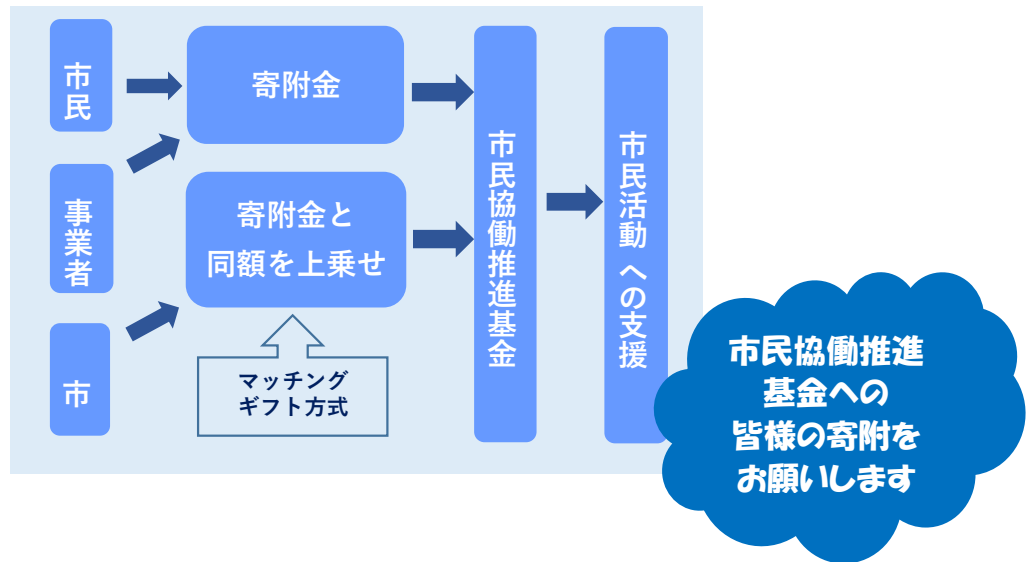 市民
事業者
市
寄附金
寄附金と
同額を上乗せ
マッチング
ギフト方式
市民協働推進基金
市民活動への支援
市民協働推進
基金への
皆様の寄附を
お願いします